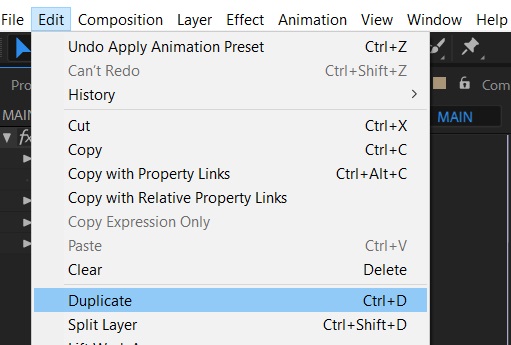 File Edit Composition Layer Effect Animation View Window Help
Undo Apply Animation Preset Ctrl+Z
Can't Redo Ctrl+Shift+Z
History
Cut Ctrl+X
Copy Ctrl+C
Copy with Property Links Ctrl+Alt+C
Copy with Relative Property Links
Copy Expression Only
Paste Ctrl+V
Clear Delete
Duplicate Ctrl+D
Split Layer Ctrl+Shift+D
Pro
Com
MAIN
MAIN
fx